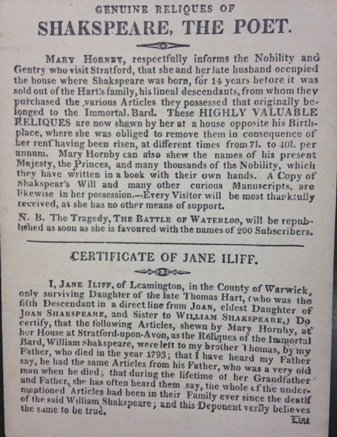 GENUINE RELIQUES OF
SHAKSPEARE, THE POET.
MARY HORNBY, respectfully informs the Nobility and
Gentry who visit Stratford, that she and her late husband occupied
the house where Shakspeare was born, for 14 years before it was
sold out of the Hart's family, his lineal descendants, from whom they
purchased the various Articles they possessed that originally be-
longed to the Immortal Bard. These HIGHLY VALUABLE
RELIQUES are now shewn by her at a house opposite his Birth-
place, where she was obliged to remove them in consequence of
her rent having been risen, at different times from 7l. to 40l. per
annum. Mary Hornby can also shew the names of his present
Majesty, the Princes, and many thousands of the Nobility, which
they have written in a book with their own hands. A Copy of
Shakspear's Will and many other curious Manuscripts, are
likewise in her possession.—Every Visitor will be most thankfully
received, as she has no other means of support.
N. B. The Tragedy, THE BATTLE OF WATERLOO, will be repub-
lished as soon as she is favoured with the names of 200 Subscribers.
CERTIFICATE OF JANE ILIFF.
I, JANE ILIFF, of Leamington, in the County of Warwick,
only surviving Daughter of the late Thomas Hart, (who was the
fifth Descendant in a direct line from JOAN, eldest Daughter of
JOAN SHAKSPEARE, and Sister to WILLIAM SHAKSPEARE,) Do
certify, that the following Articles, shewn by Mary Hornby, at
her House at Stratford-upon-Avon, as the Reliques of the Immortal
Bard, William Shakspeare, were left to my brother Thomas, by my
Father, who died in the year 1793; that I have heard my Father
say, he had the same Articles from his Father, who was a very old
man when he died; that during the lifetime of her Grandfather
and Father, she has often heard them say, the whole of the under-
mentioned Articles had been in their Family ever since the death
of the said William Shakspeare; and this Deponent verily believes
the same to be true.